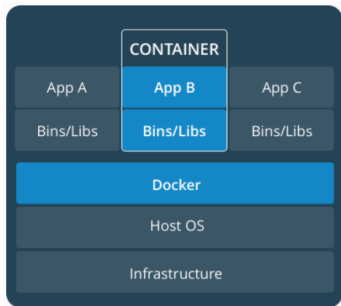 CONTAINER
App A App B App C
Bins/Libs Bins/Libs Bins/Libs
Docker
Host OS
Infrastructure